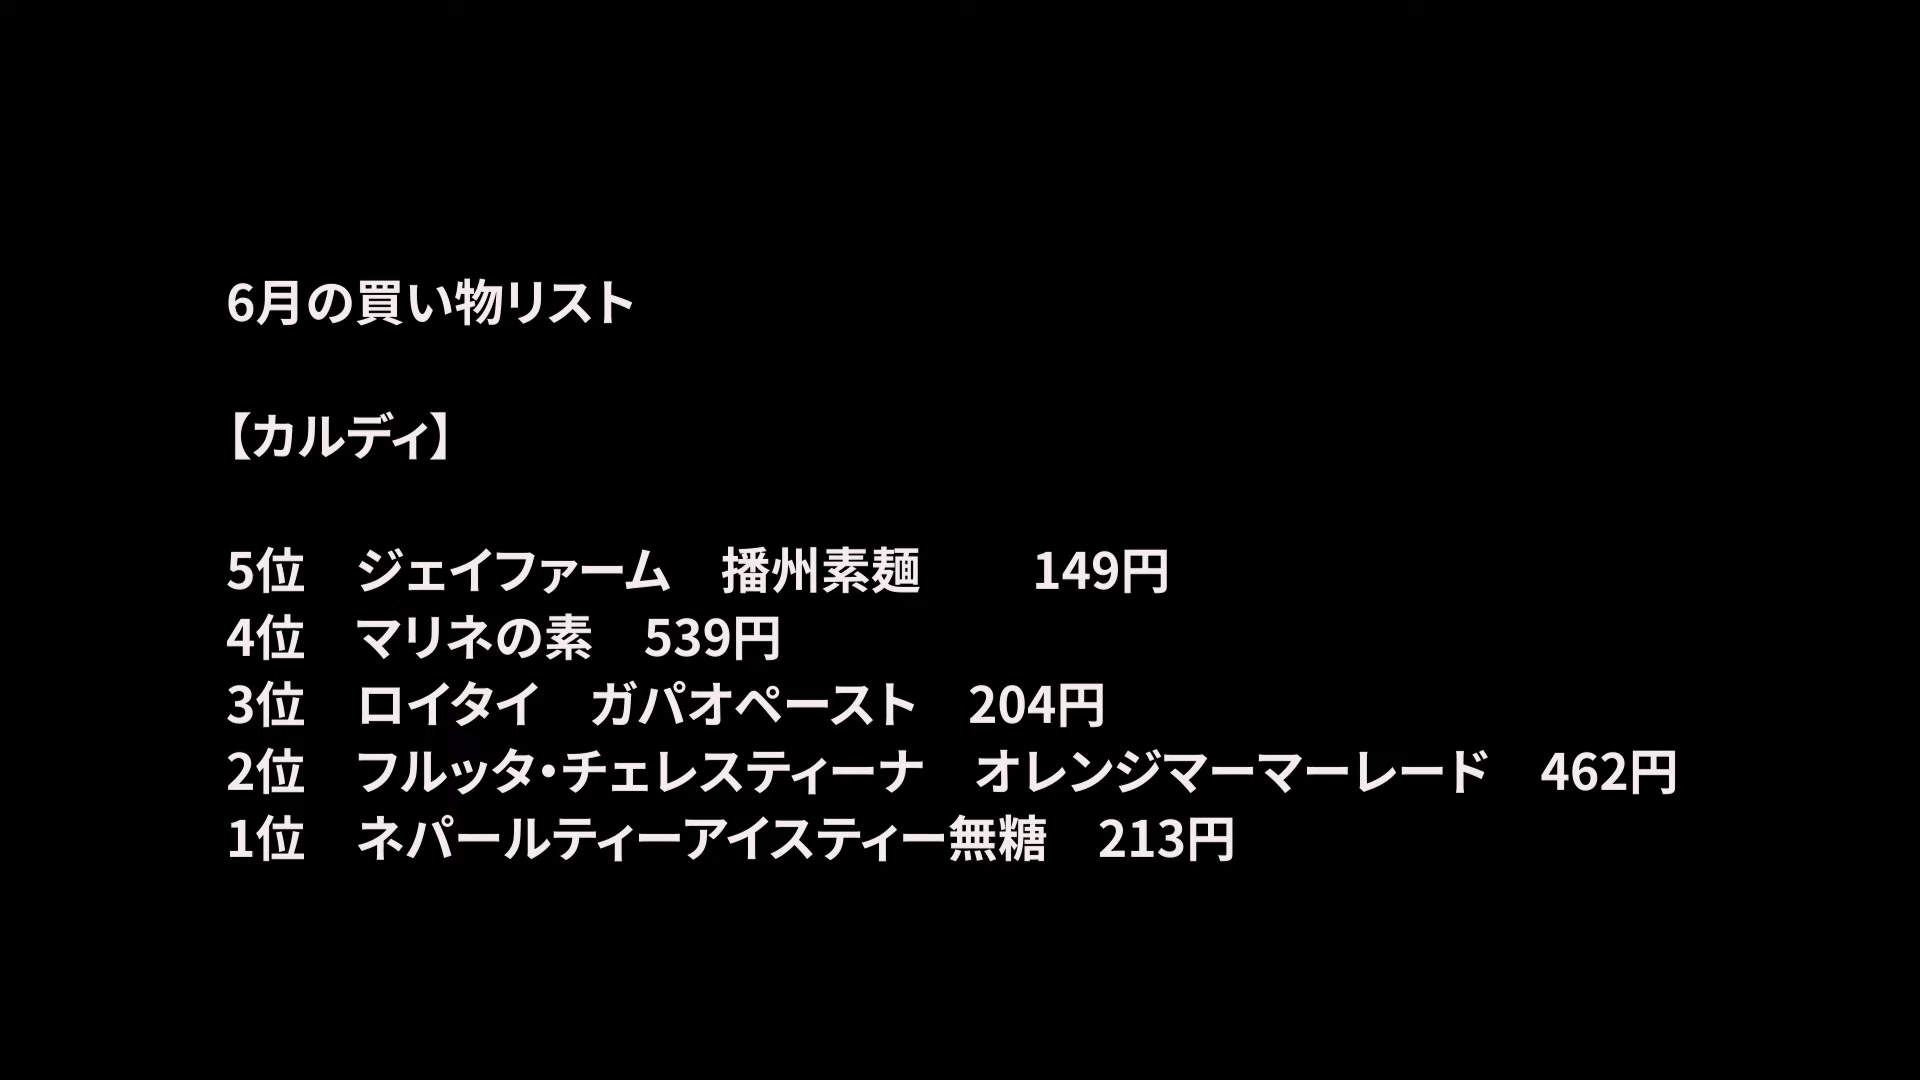 6月の買い物リスト
【カルディ】
5位　ジェイファーム　播州素麺　　149円
4位　マリネの素　539円
3位　ロイタイ　ガパオペースト　204円
2位　フルッタ・チェレスティーナ　オレンジマーマーレード　462円
1位　ネパールティーアイスティー無糖　213円